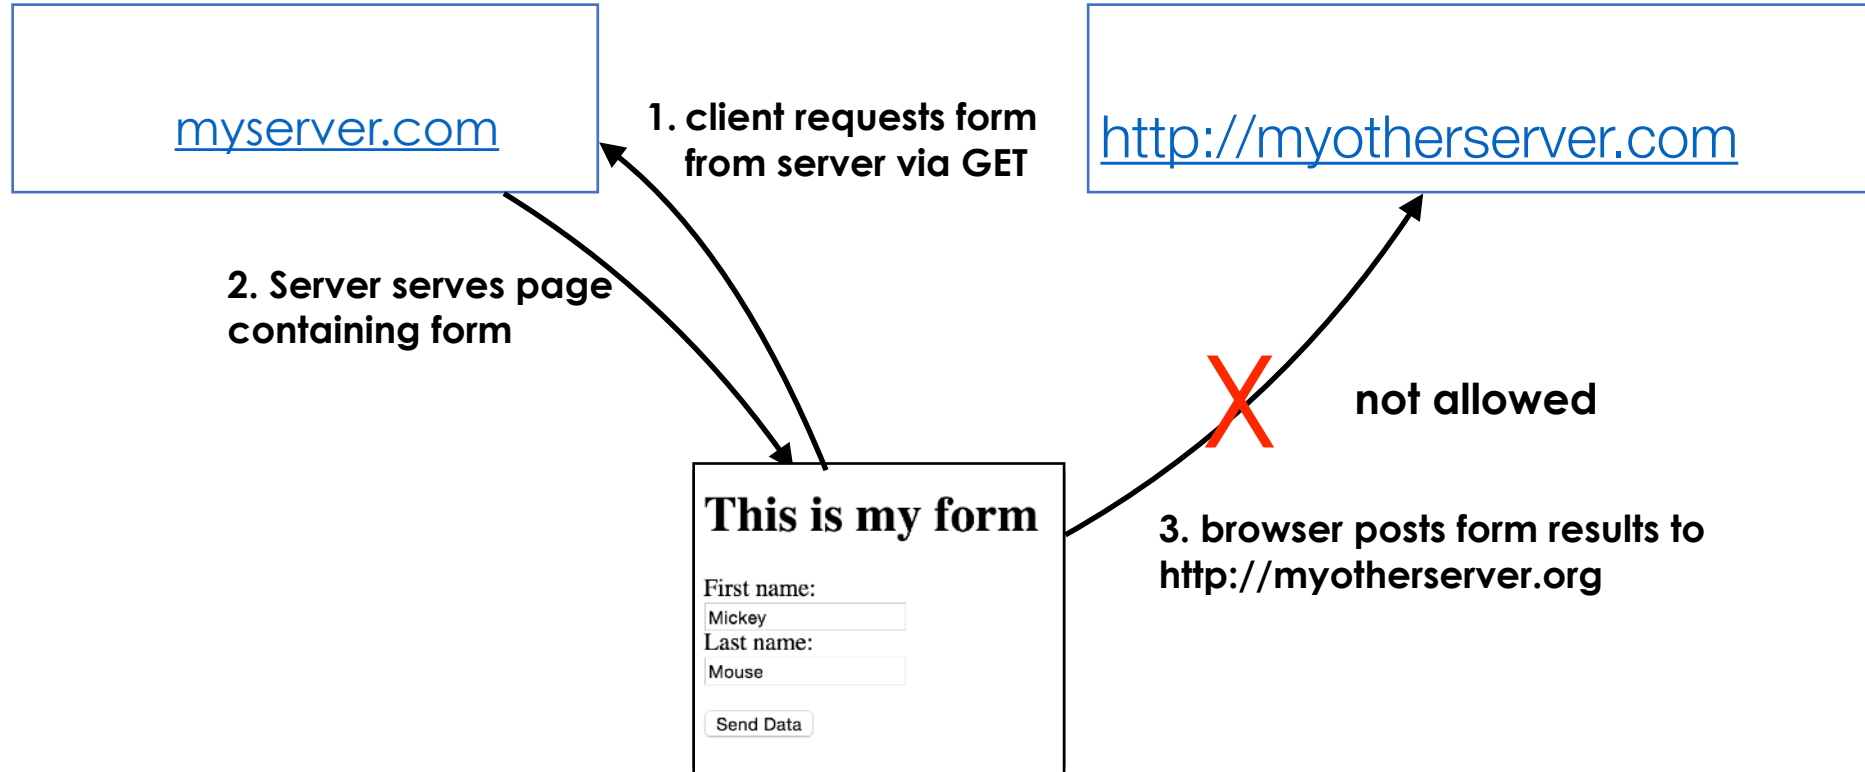 myserver.com
1. client requests form
from server via GET
http://myotherserver.com
2. Server serves page
containing form
not allowed
This is my form
First name:
Mickey
Last name:
Mouse
Send Data
X
3. browser posts form results to
http://myotherserver.org